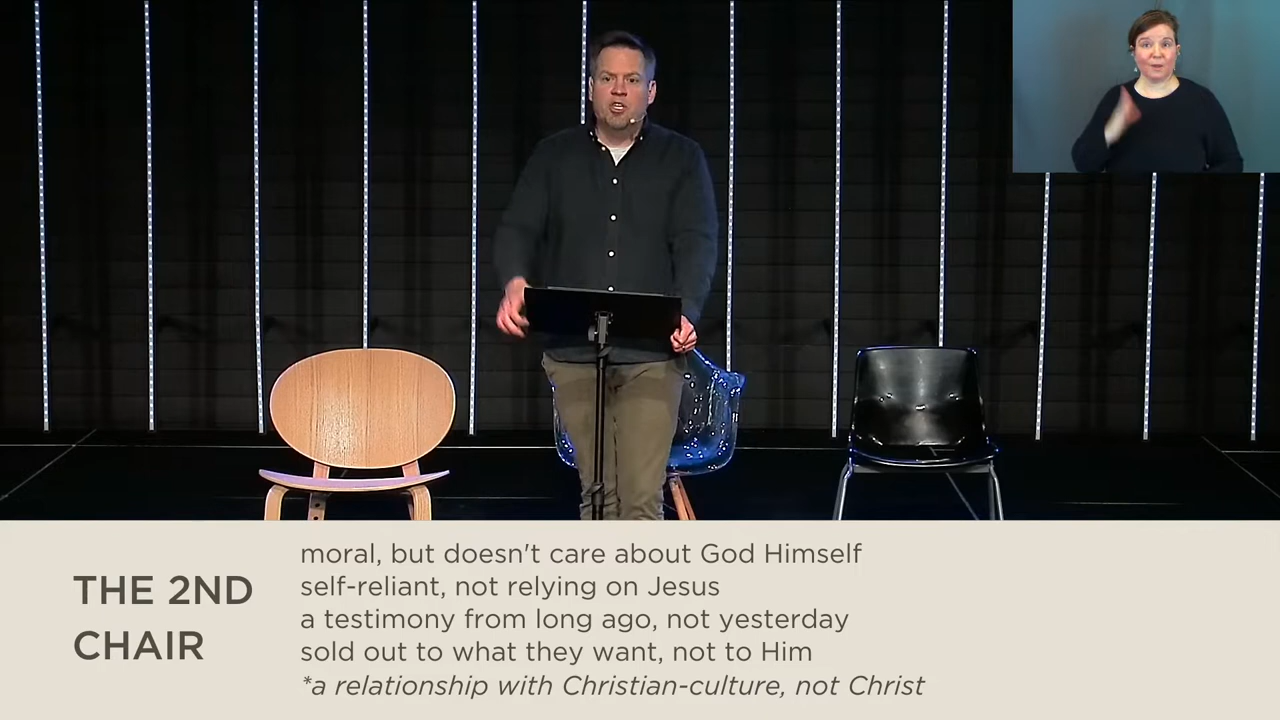 THE 2ND
CHAIR
moral, but doesn't care about God Himself
self-reliant, not relying on Jesus
a testimony from long ago, not yesterday
sold out to what they want, not to Him
*a relationship with Christian-culture, not Christ